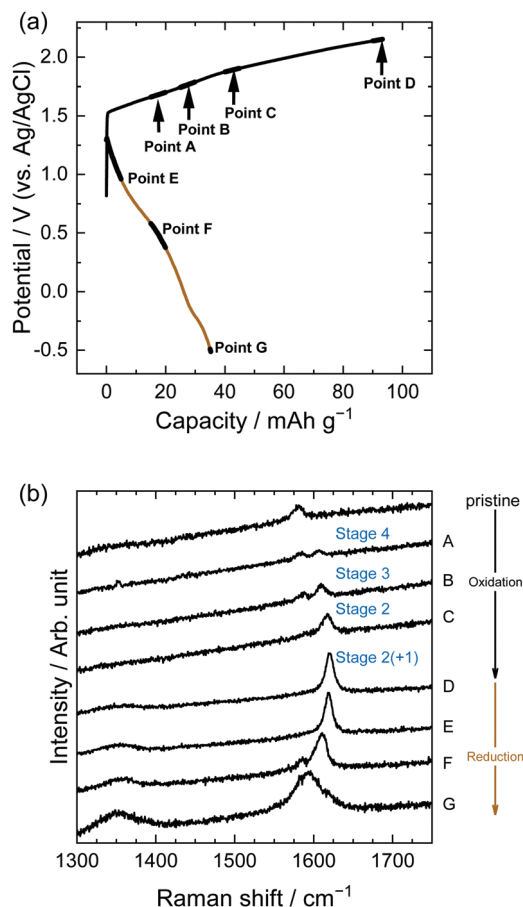 (a)
Potential / V (vs. Ag/AgCl)
2.0
1.5
1.0
0.5
0.0
-0.5
Point D
Point C
Point B
Point A
Point E
Point F
Point G
0 20 40 60 80 100
Capacity / mAh g⁻¹
(b)
pristine
Stage 4
A
Stage 3
B
Oxidation
Stage 2
C
Stage 2(+1)
D
E
F
Reduction
G
Intensity / Arb. unit
1300 1400 1500 1600 1700
Raman shift / cm⁻¹